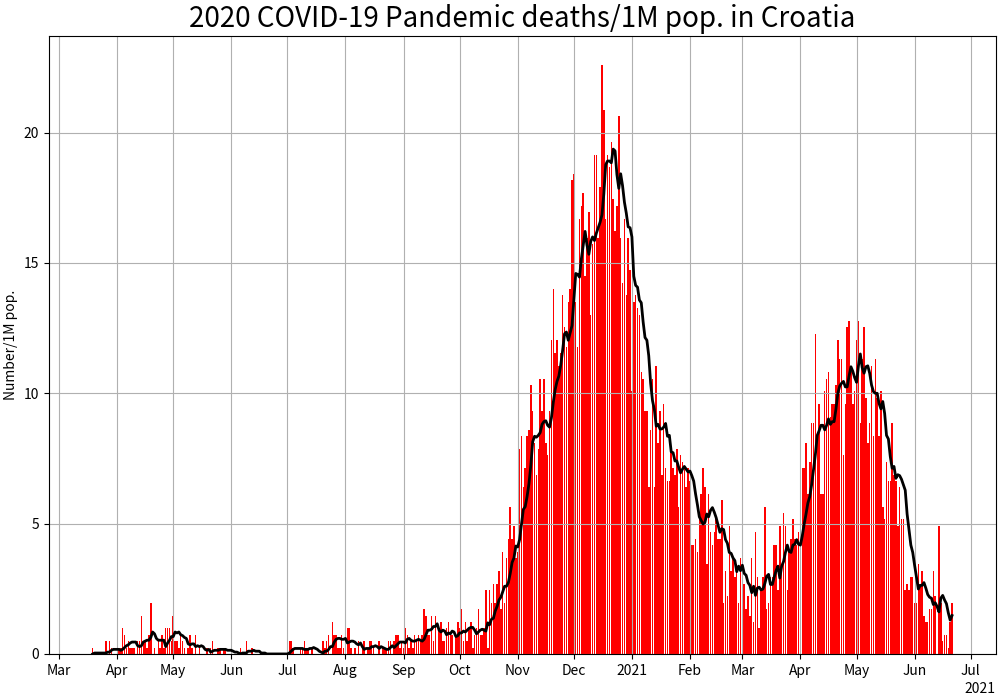 2020 COVID-19 Pandemic deaths/1M pop. in Croatia
Number/1M pop.
20
15
10
5
0
Mar Apr May Jun Jul Aug Sep Oct Nov Dec 2021 Feb Mar Apr May Jun Jul
2021